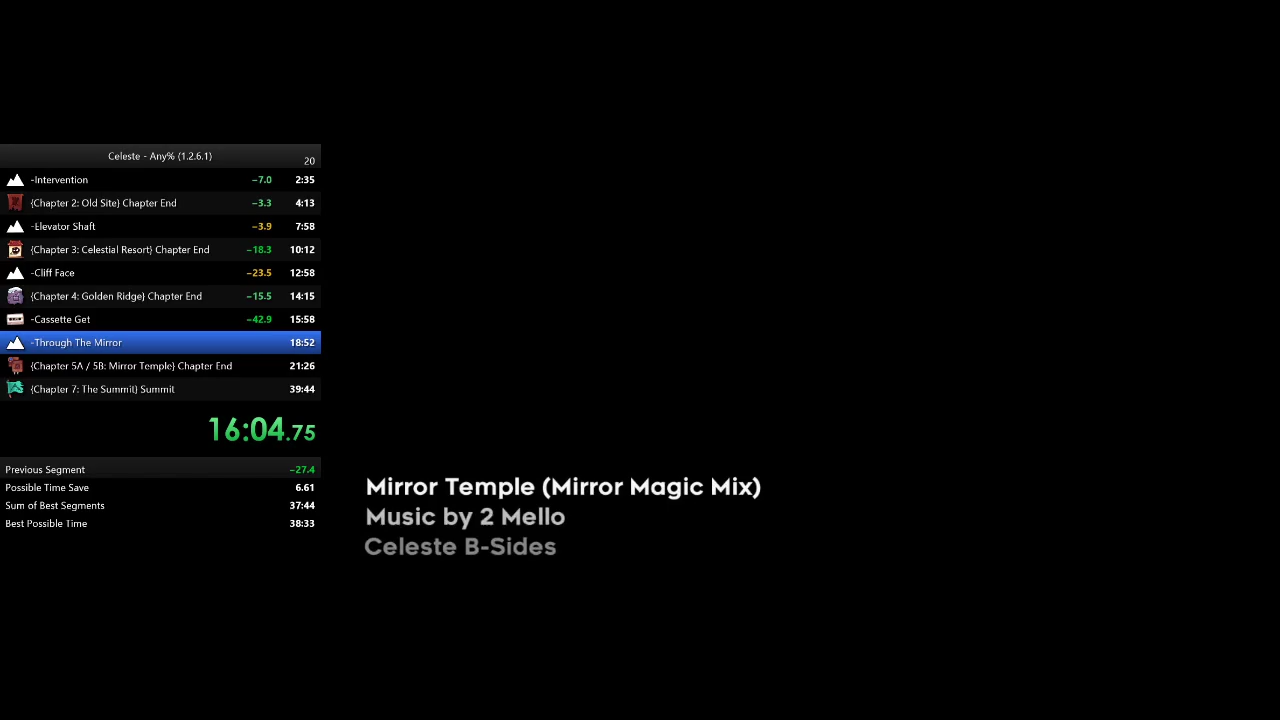 Celeste - Any% (1.2.6.1)
20
-Intervention −7.0 2:35
{Chapter 2: Old Site} Chapter End −3.3 4:13
-Elevator Shaft −3.9 7:58
{Chapter 3: Celestial Resort} Chapter End −18.3 10:12
-Cliff Face −23.5 12:58
{Chapter 4: Golden Ridge} Chapter End −15.5 14:15
-Cassette Get −42.9 15:58
-Through The Mirror 18:52
{Chapter 5A / 5B: Mirror Temple} Chapter End 21:26
{Chapter 7: The Summit} Summit 39:44
16:04.75
Previous Segment −27.4
Possible Time Save 6.61
Sum of Best Segments 37:44
Best Possible Time 38:33
Mirror Temple (Mirror Magic Mix)
Music by 2 Mello
Celeste B-Sides